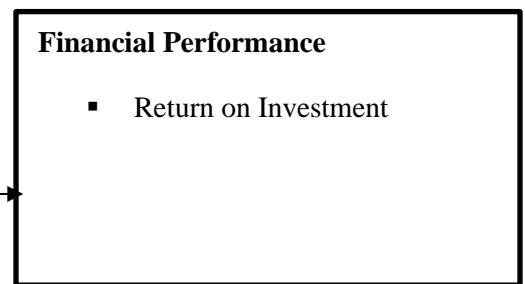 Financial Performance
▪ Return on Investment